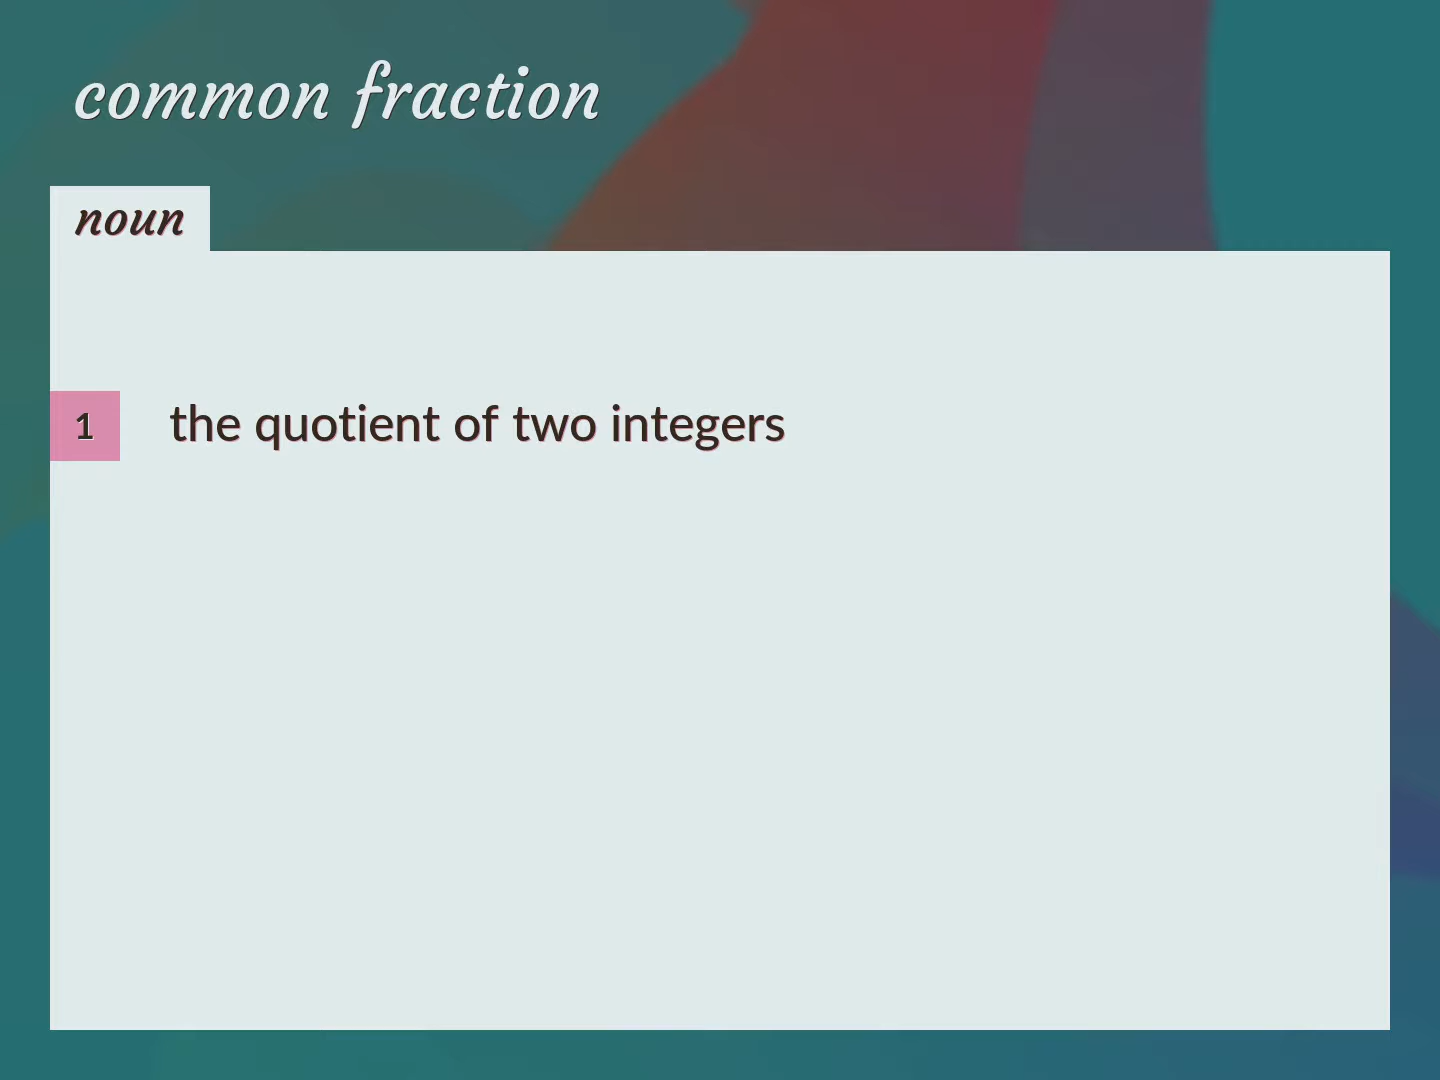 common fraction
noun
1 the quotient of two integers